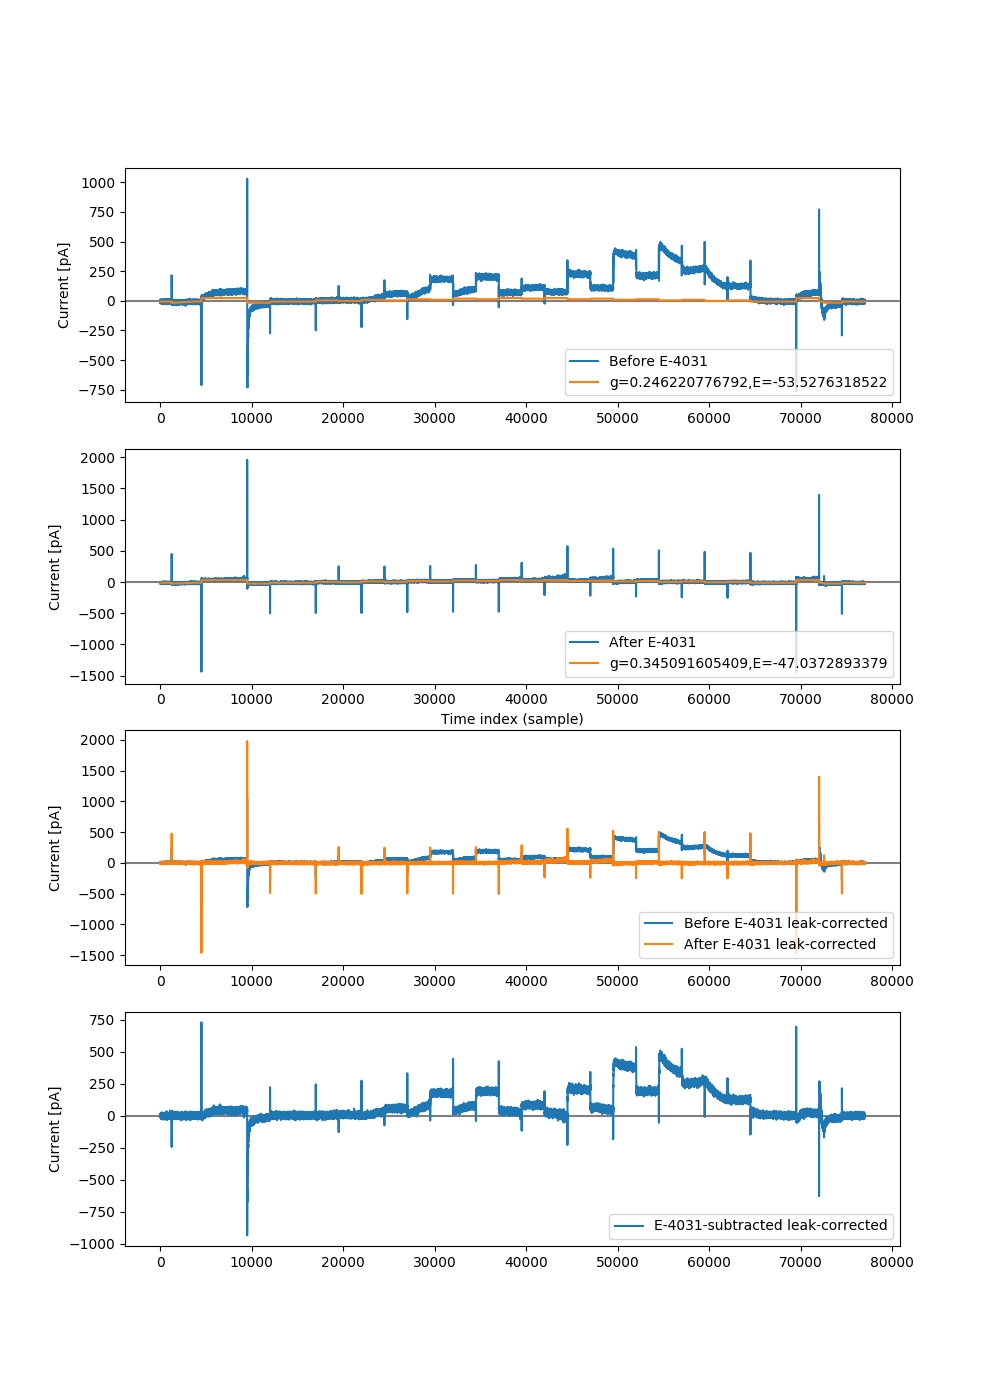 1000
750
500
250
0
−250
−500
−750
Current [pA]
Before E-4031
g=0.246220776792,E=-53.5276318522
0 10000 20000 30000 40000 50000 60000 70000 80000
2000
1500
1000
500
0
−500
−1000
−1500
Current [pA]
After E-4031
g=0.345091605409,E=-47.0372893379
0 10000 20000 30000 40000 50000 60000 70000 80000
Time index (sample)
2000
1500
1000
500
0
−500
−1000
−1500
Current [pA]
Before E-4031 leak-corrected
After E-4031 leak-corrected
0 10000 20000 30000 40000 50000 60000 70000 80000
750
500
250
0
−250
−500
−750
−1000
Current [pA]
E-4031-subtracted leak-corrected
0 10000 20000 30000 40000 50000 60000 70000 80000